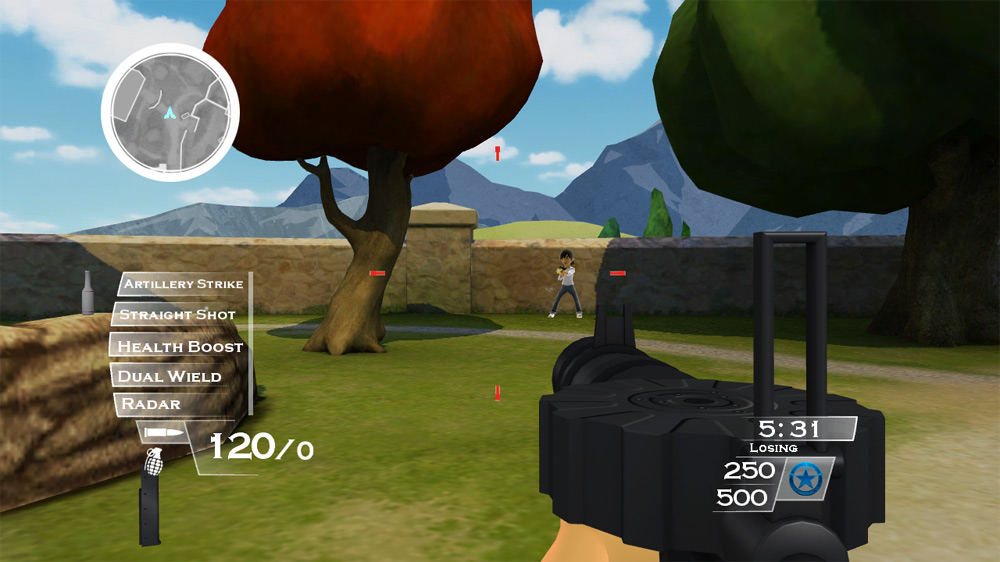 Artillery Strike
Straight Shot
Health Boost
Dual Wield
Radar
120/0
5:31
Losing
250
500